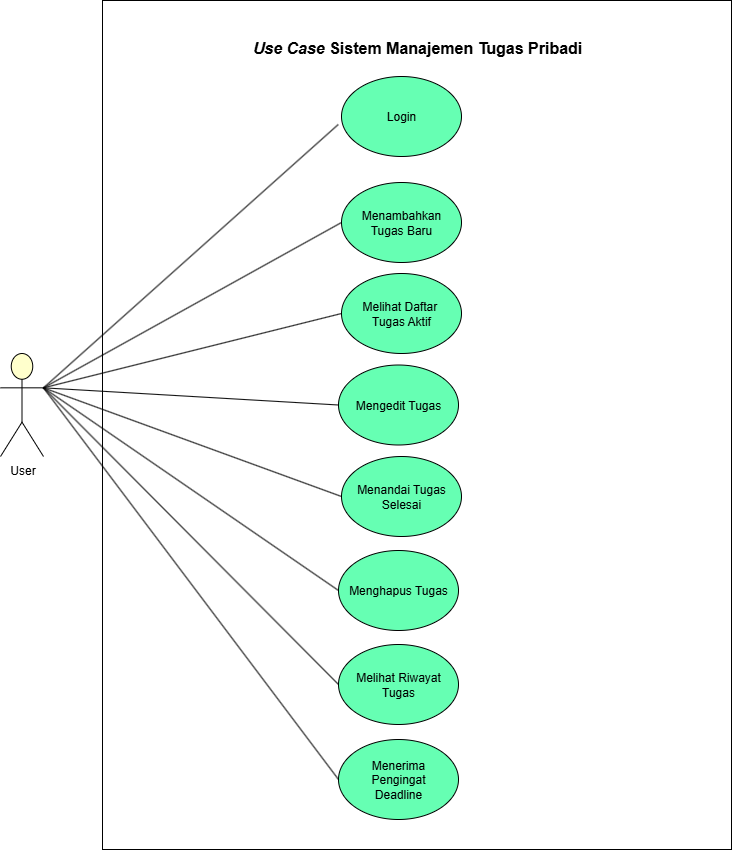 Use Case Sistem Manajemen Tugas Pribadi
Login
Menambahkan
Tugas Baru
Melihat Daftar
Tugas Aktif
Mengedit Tugas
User
Menandai Tugas
Selesai
Menghapus Tugas
Melihat Riwayat
Tugas
Menerima
Pengingat
Deadline